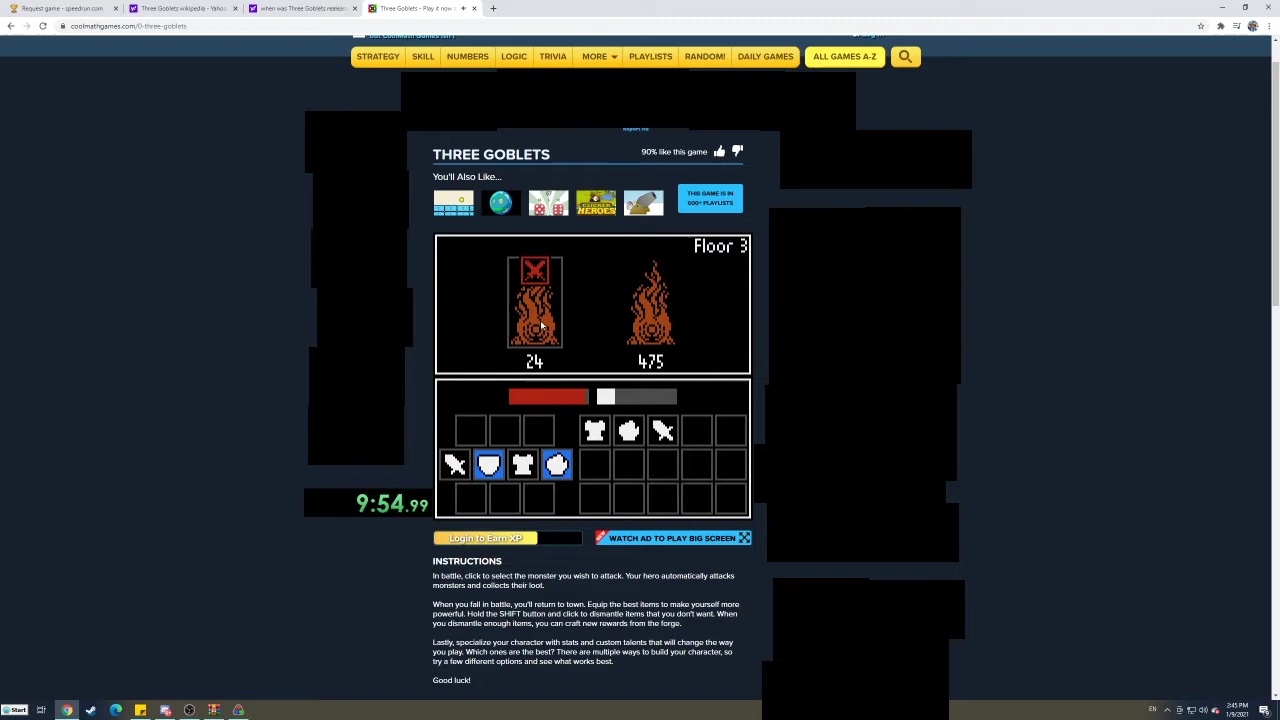 Request game - speedrun.com
Three Goblets wikipedia - Yahoo
when was Three Goblets realease
Three Goblets - Play it now
coolmathgames.com/0-three-goblets
STRATEGY SKILL NUMBERS LOGIC TRIVIA MORE PLAYLISTS RANDOM! DAILY GAMES ALL GAMES A-Z
Report Ad
THREE GOBLETS
90% like this game
You'll Also Like...
CLICKER
HEROES
THIS GAME IS IN
600+ PLAYLISTS
Floor 3
24 475
9:54.99
Login to Earn XP
WATCH AD TO PLAY BIG SCREEN
INSTRUCTIONS
In battle, click to select the monster you wish to attack. Your hero automatically attacks
monsters and collects their loot.
When you fall in battle, you'll return to town. Equip the best items to make yourself more
powerful. Hold the SHIFT button and click to dismantle items that you don't want. When
you dismantle enough items, you can craft new rewards from the forge.
Lastly, specialize your character with stats and custom talents that will change the way
you play. Which ones are the best? There are multiple ways to build your character, so
try a few different options and see what works best.
Good luck!
Start
EN
2:45 PM
1/9/2021